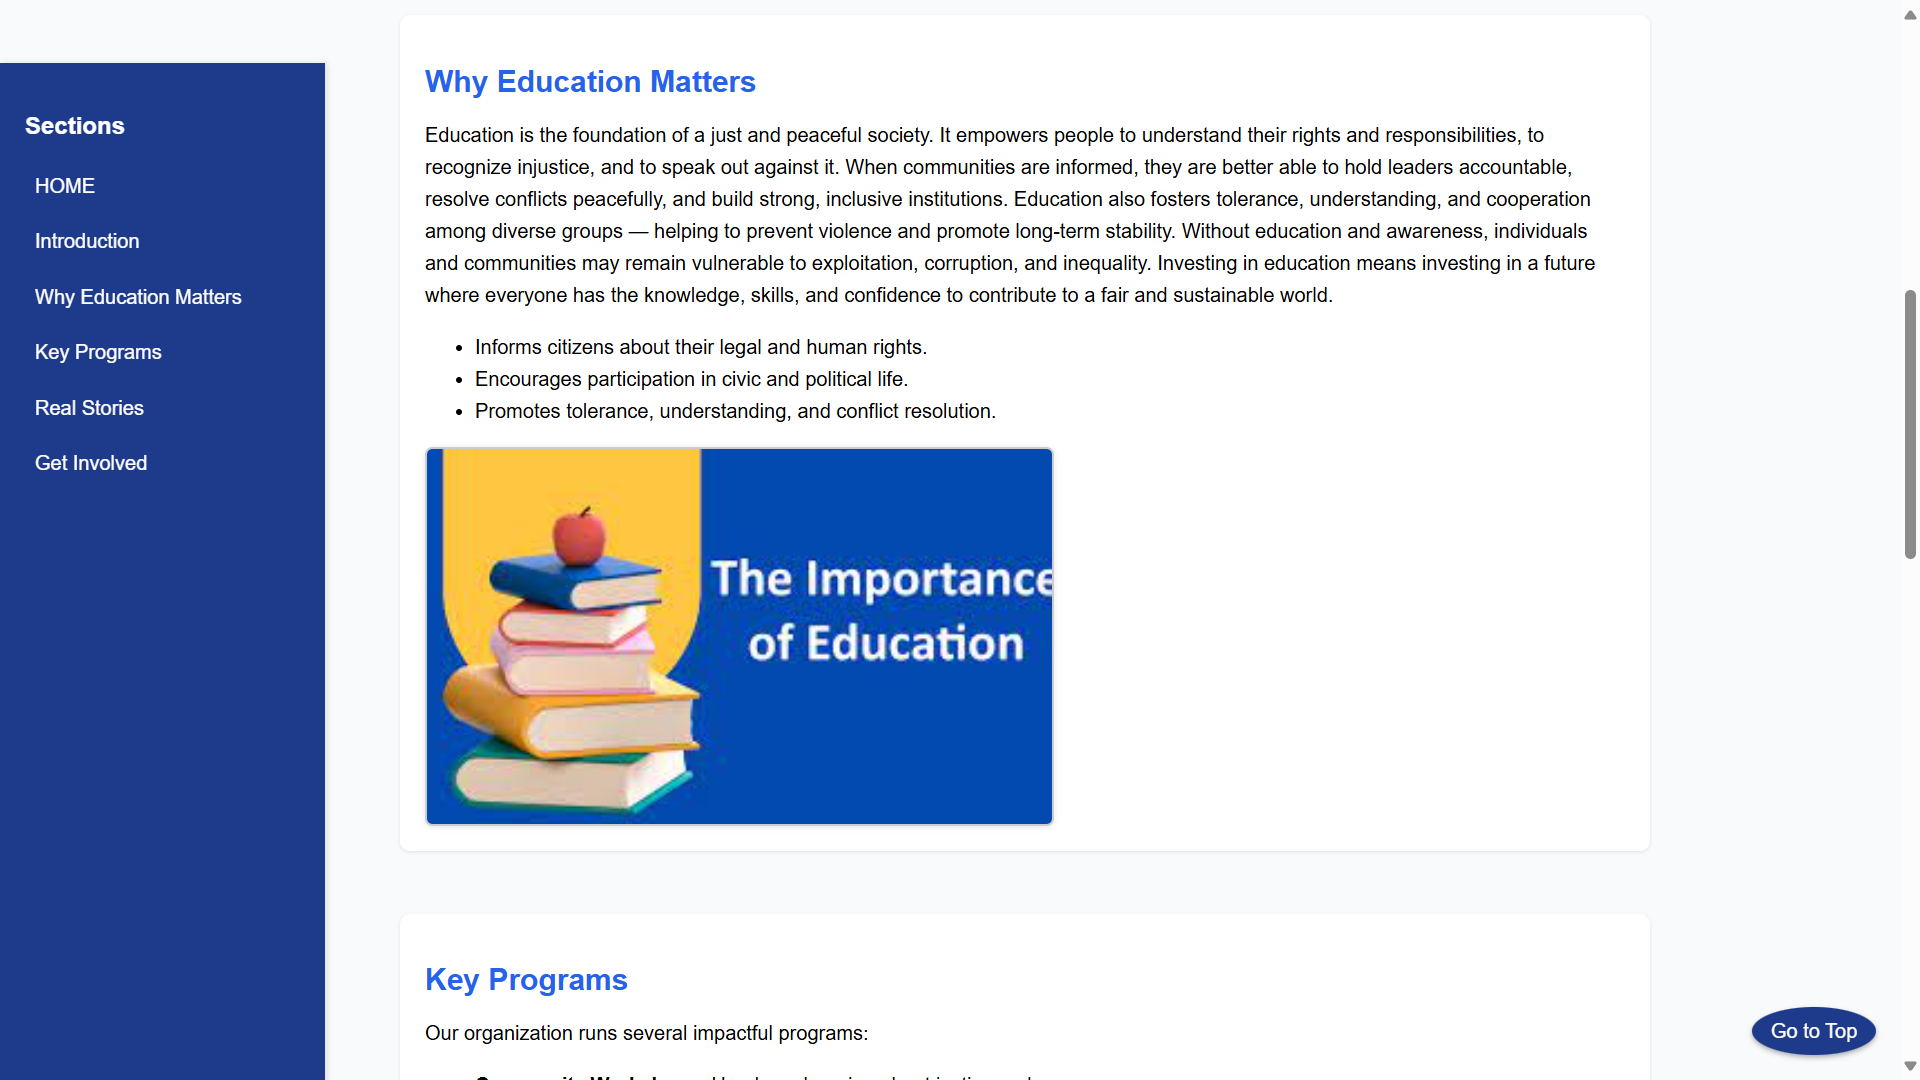 Sections
HOME
Introduction
Why Education Matters
Key Programs
Real Stories
Get Involved
Why Education Matters
Education is the foundation of a just and peaceful society. It empowers people to understand their rights and responsibilities, to
recognize injustice, and to speak out against it. When communities are informed, they are better able to hold leaders accountable,
resolve conflicts peacefully, and build strong, inclusive institutions. Education also fosters tolerance, understanding, and cooperation
among diverse groups — helping to prevent violence and promote long-term stability. Without education and awareness, individuals
and communities may remain vulnerable to exploitation, corruption, and inequality. Investing in education means investing in a future
where everyone has the knowledge, skills, and confidence to contribute to a fair and sustainable world.
• Informs citizens about their legal and human rights.
• Encourages participation in civic and political life.
• Promotes tolerance, understanding, and conflict resolution.
The Importance
of Education
Key Programs
Our organization runs several impactful programs:
Go to Top